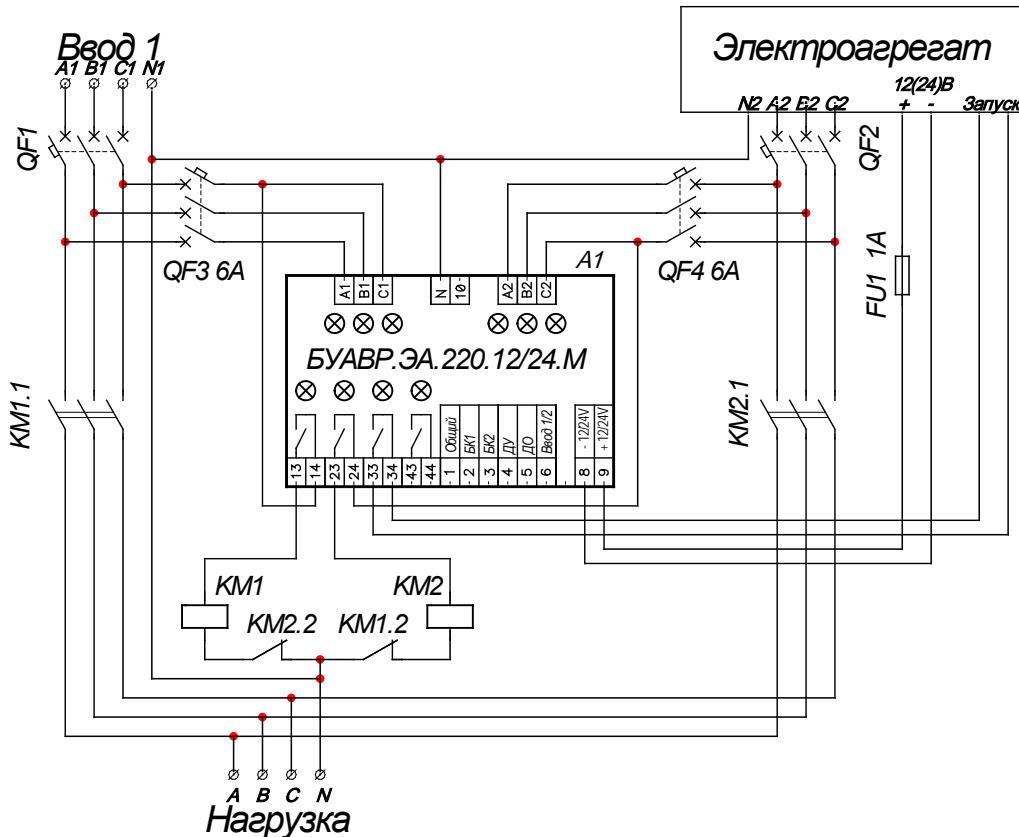 Ввод 1
A1 B1 C1 N1
Электроагрегат
12(24)В
N2 A2 B2 C2 + - Запуск
QF1
QF2
QF3 6A
QF4 6A
FU1 1A
A1
A1 B1 C1 N 10 A2 B2 C2
БУАВР.ЭА.220.12/24.М
KM1.1
KM2.1
Общий БК1 БК2 ДУ ДО Ввод 1/2 - 12/24V + 12/24V
13 14 23 24 33 34 43 44 1 2 3 4 5 6 - 8 9
KM1
KM2
KM2.2 KM1.2
A B C N
Нагрузка